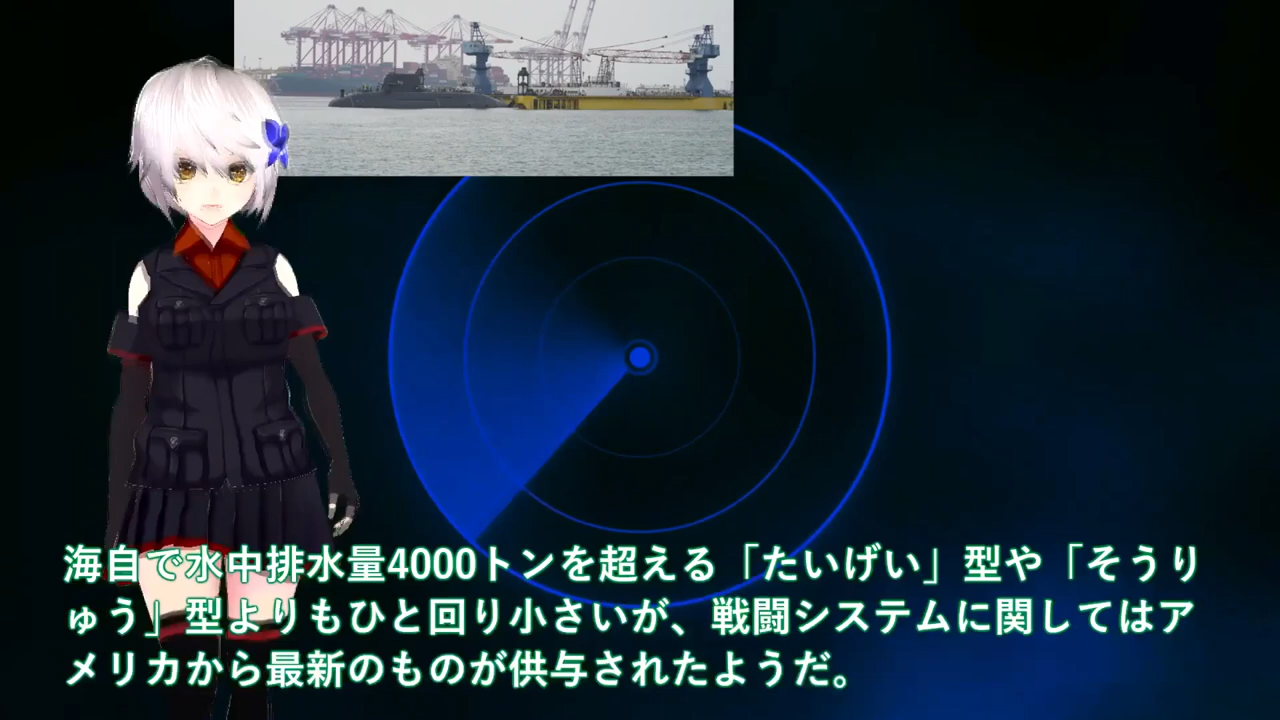 海自で水中排水量4000トンを超える「たいげい」型や「そうり
ゅう」型よりもひと回り小さいが、戦闘システムに関してはア
メリカから最新のものが供与されたようだ。